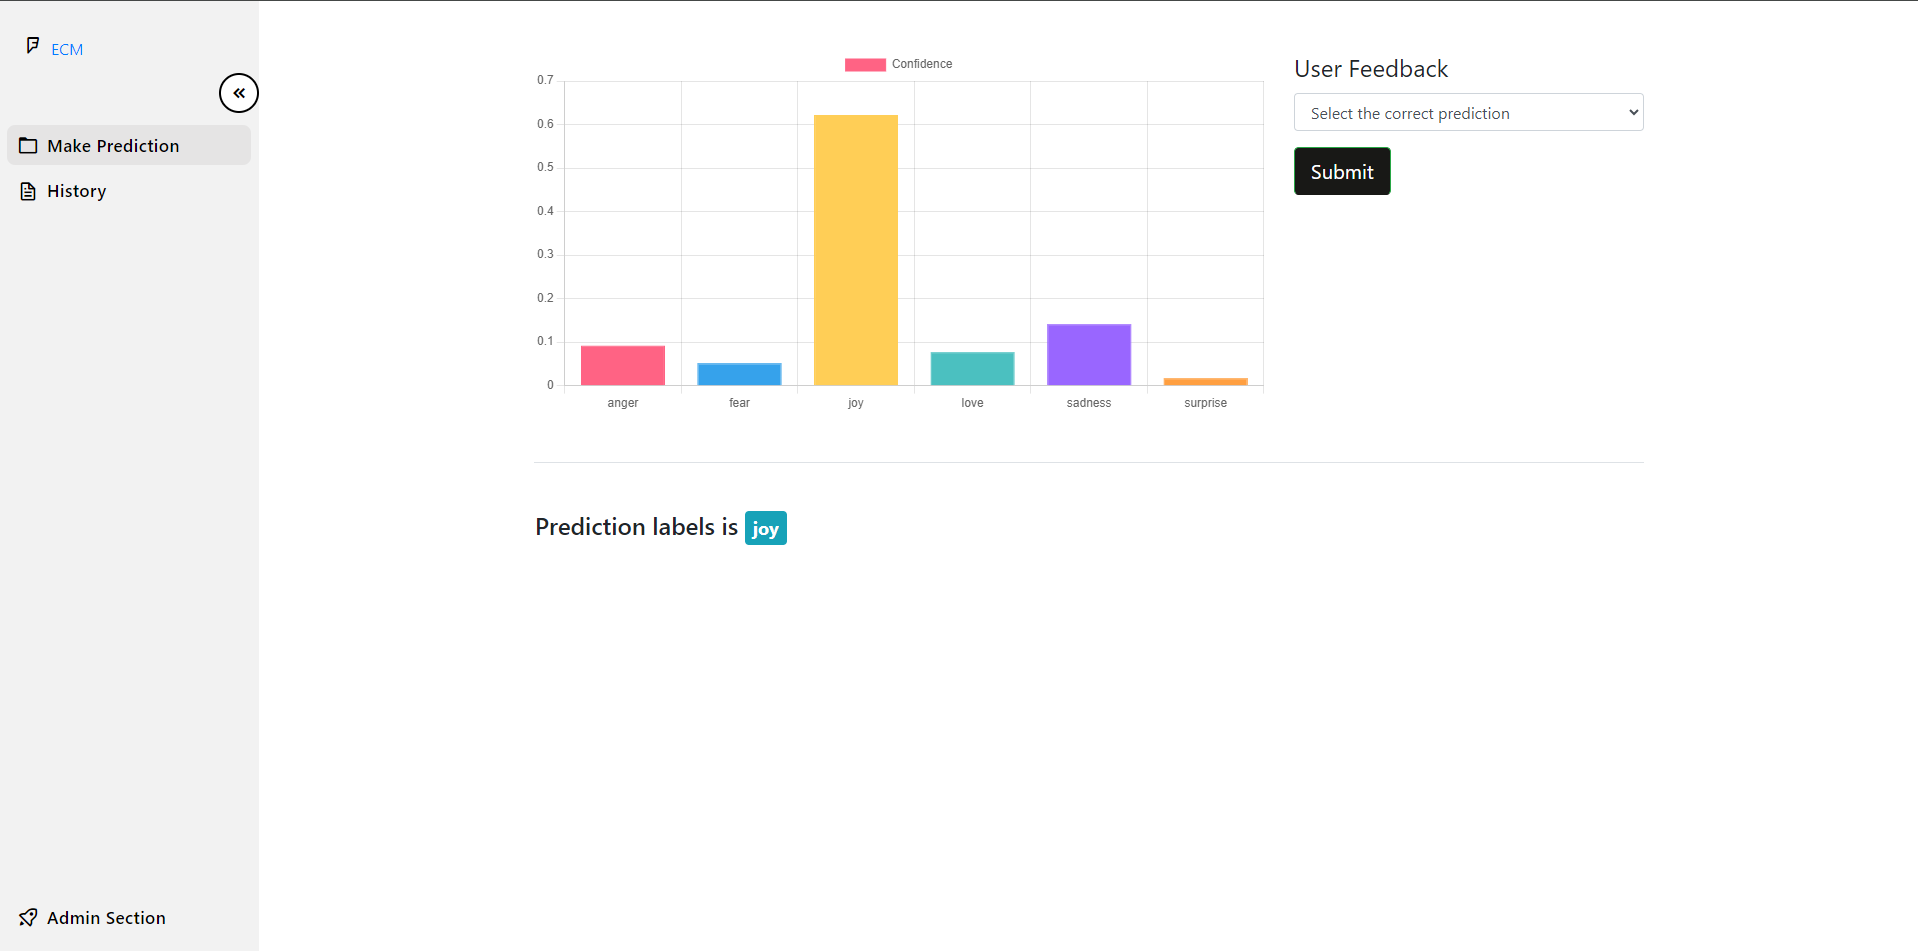 ECM
Make Prediction
History
Admin Section
Confidence
0.7
0.6
0.5
0.4
0.3
0.2
0.1
0
anger fear joy love sadness surprise
User Feedback
Select the correct prediction
Submit
Prediction labels is joy